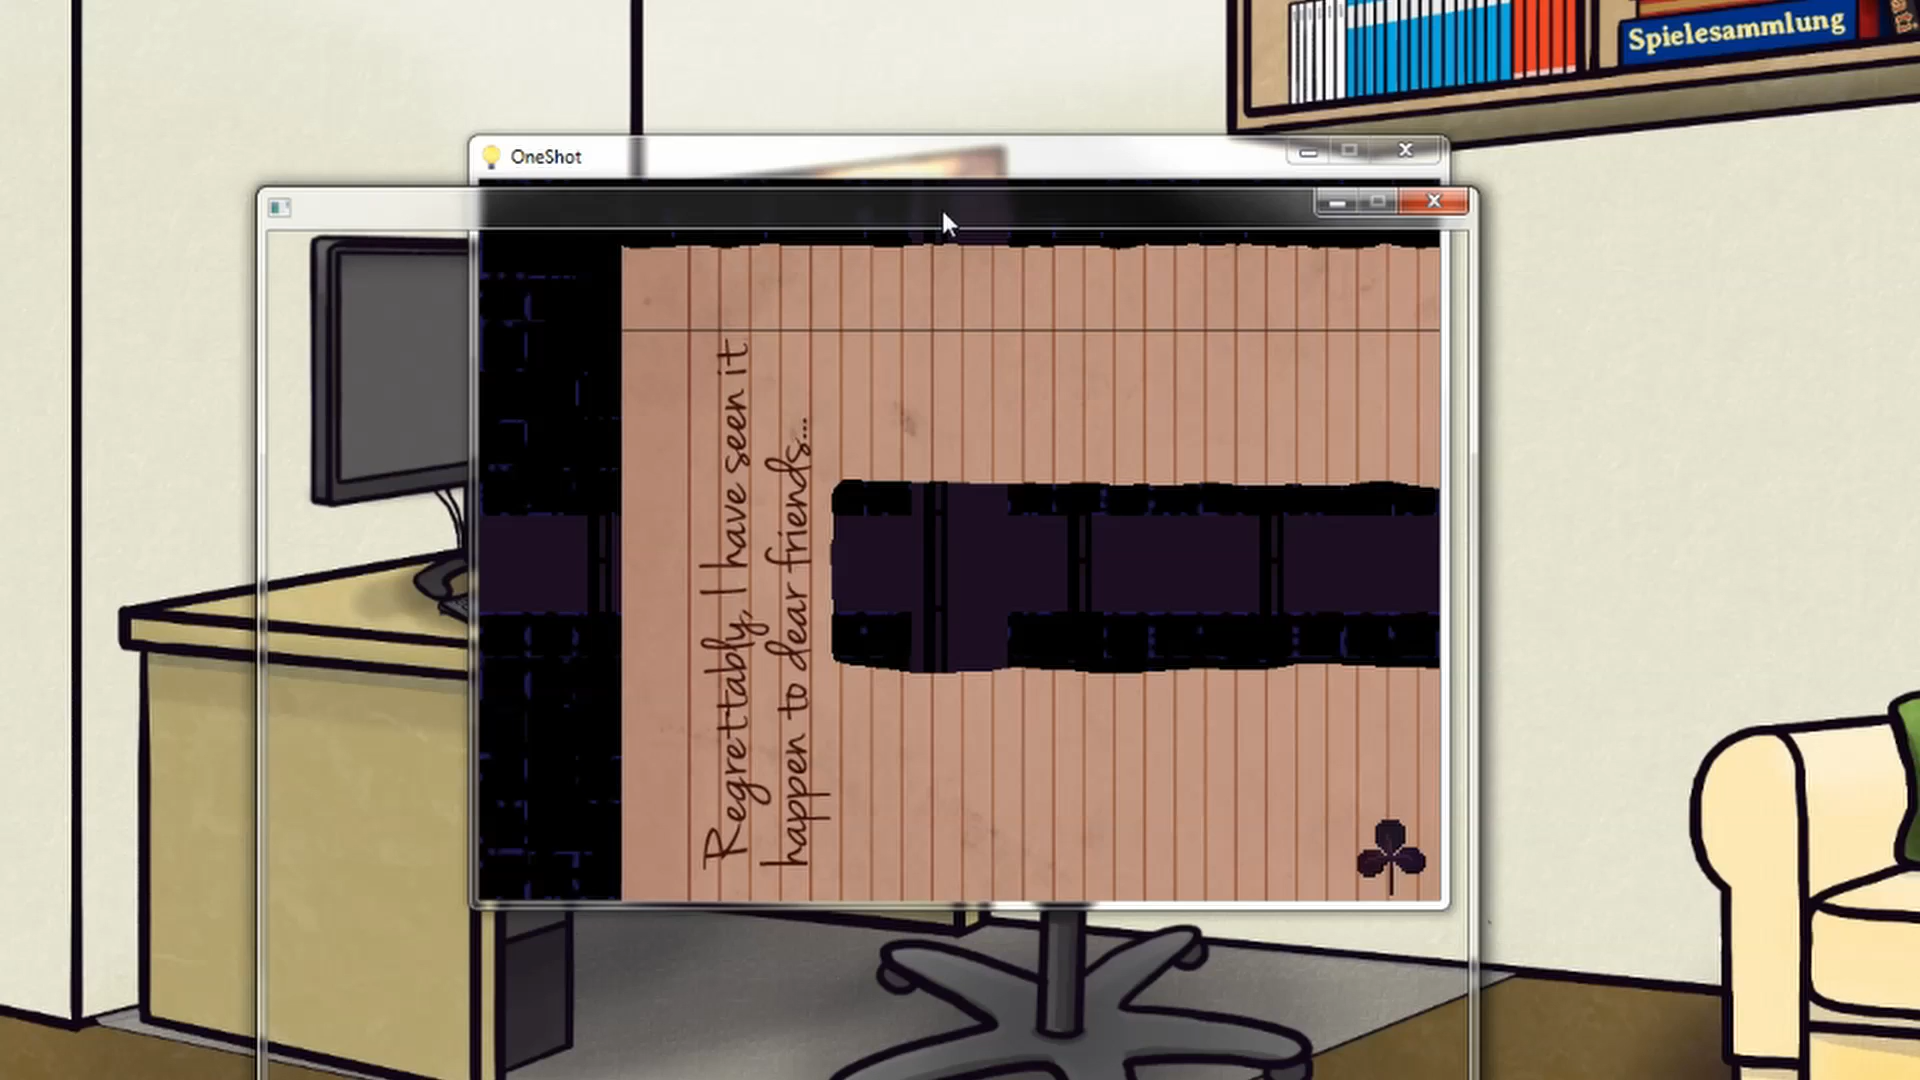 Spielesammlung
OneShot
Regrettably, I have seen it
happen to dear friends...